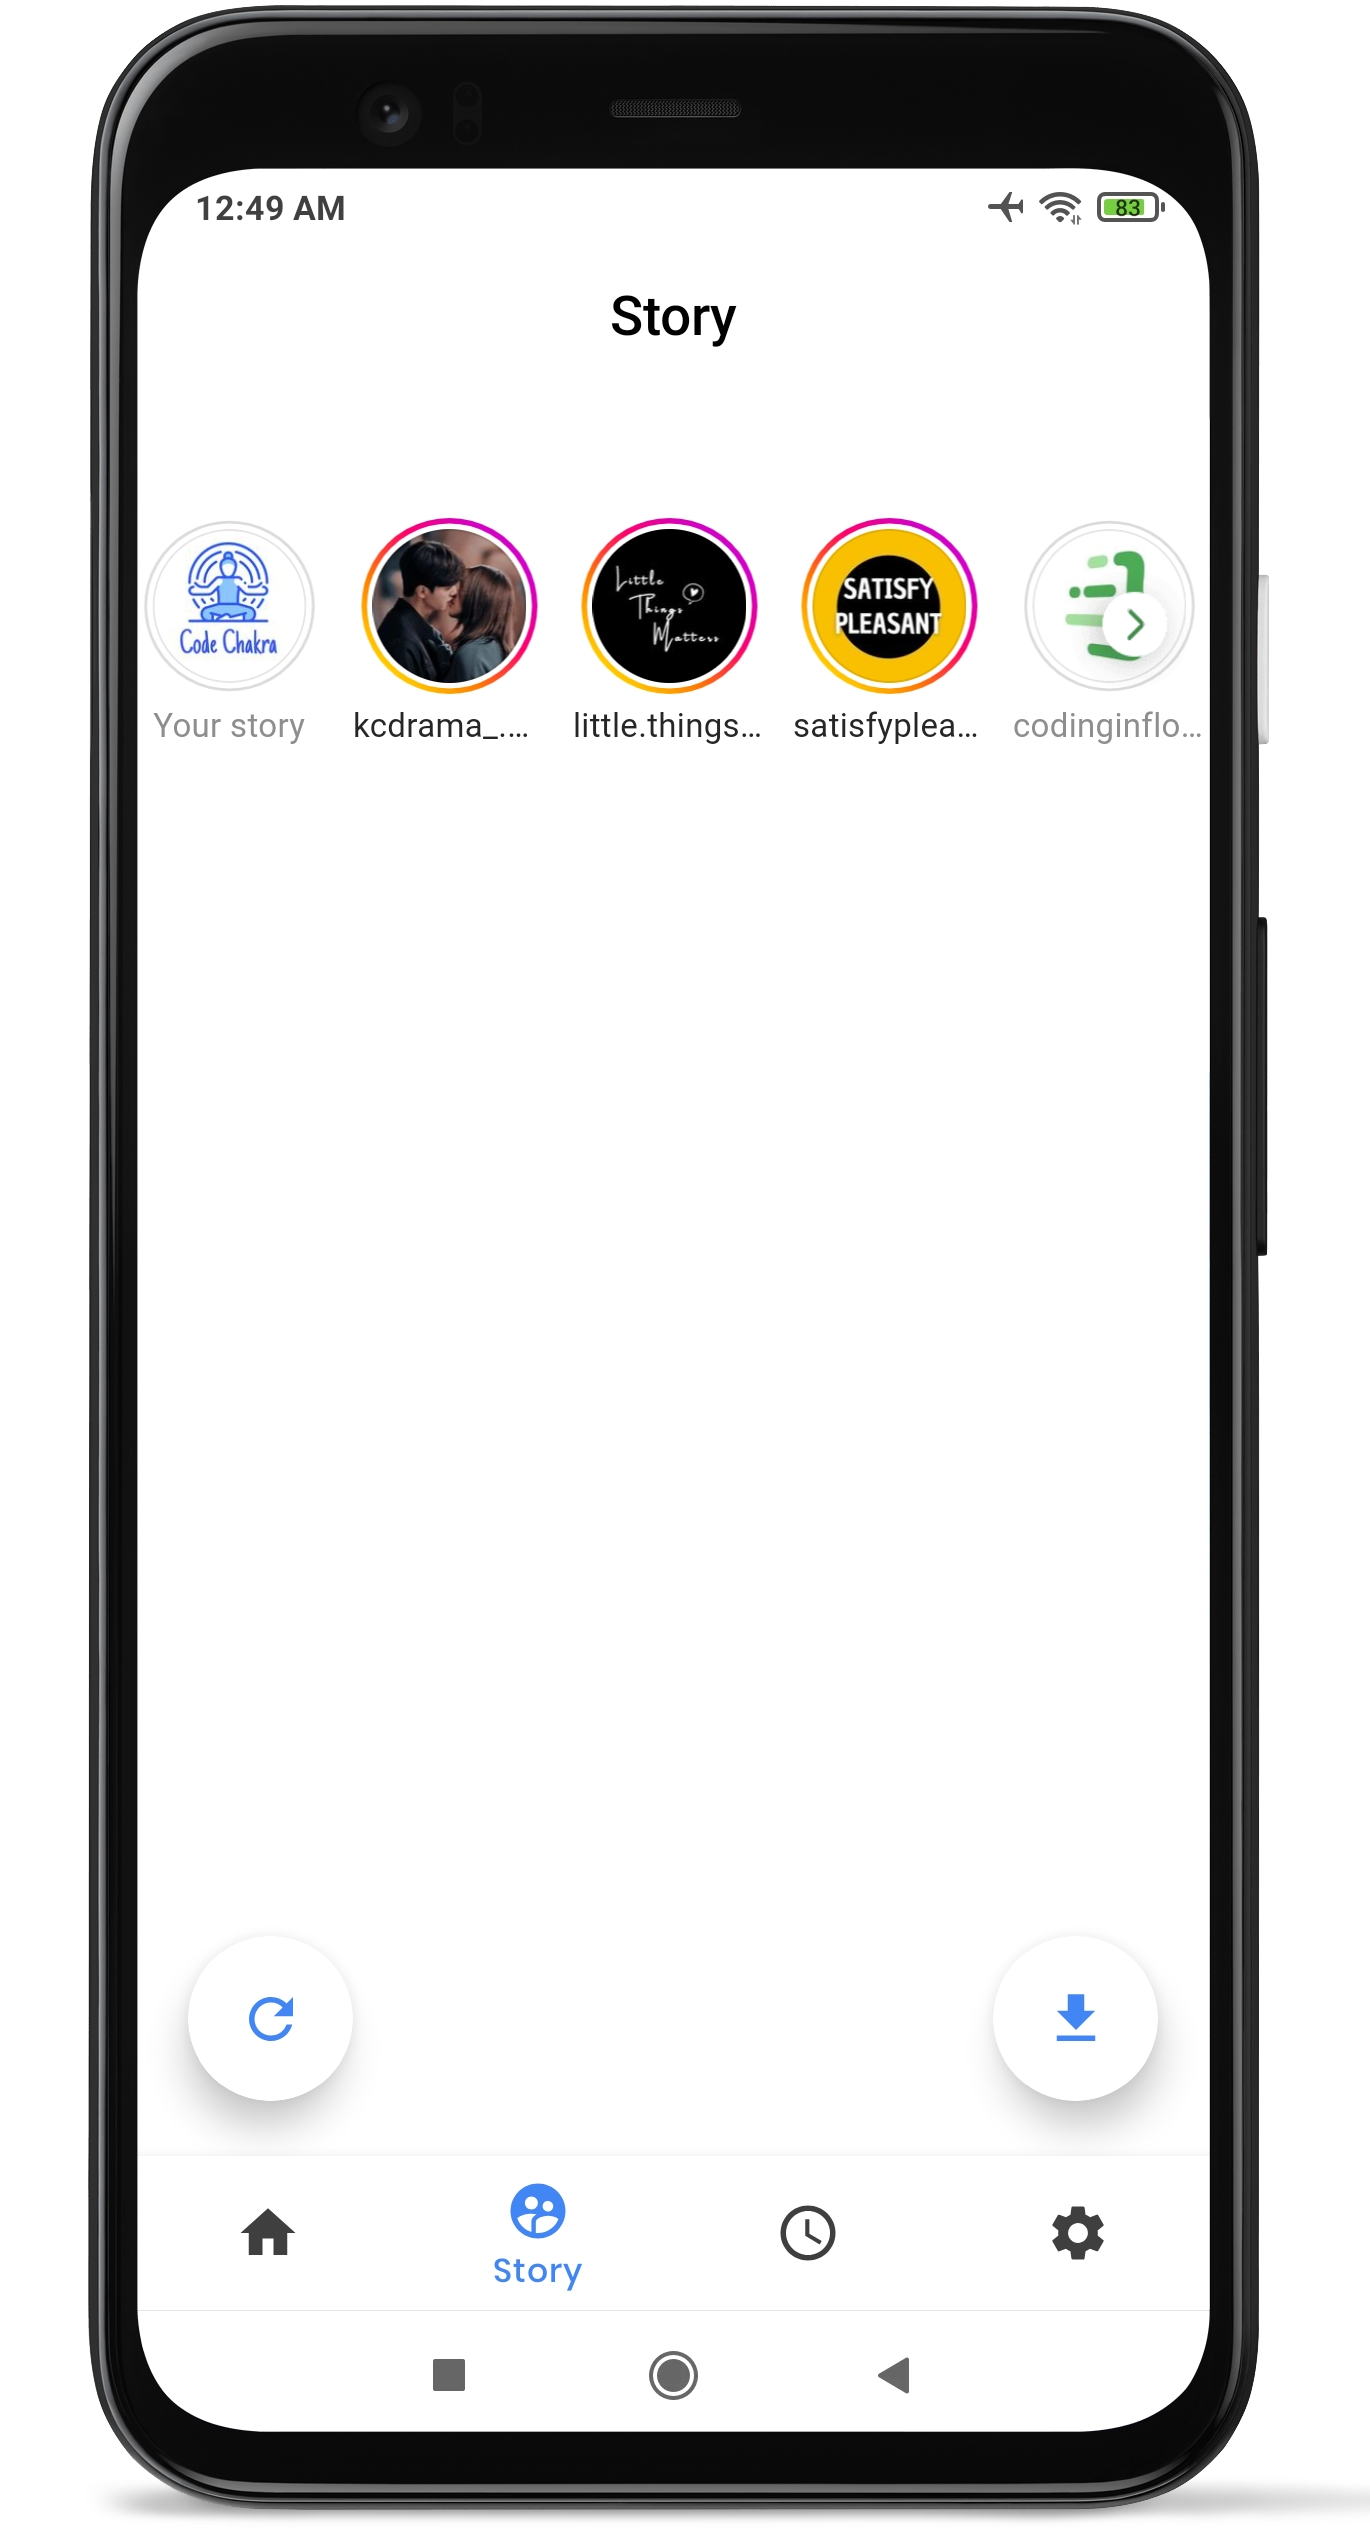 12:49 AM
83
Story
Code Chakra
Little
Things
Matters
SATISFY
PLEASANT
Your story
kcdrama_....
little.things...
satisfyplea...
codinginflo...
Story